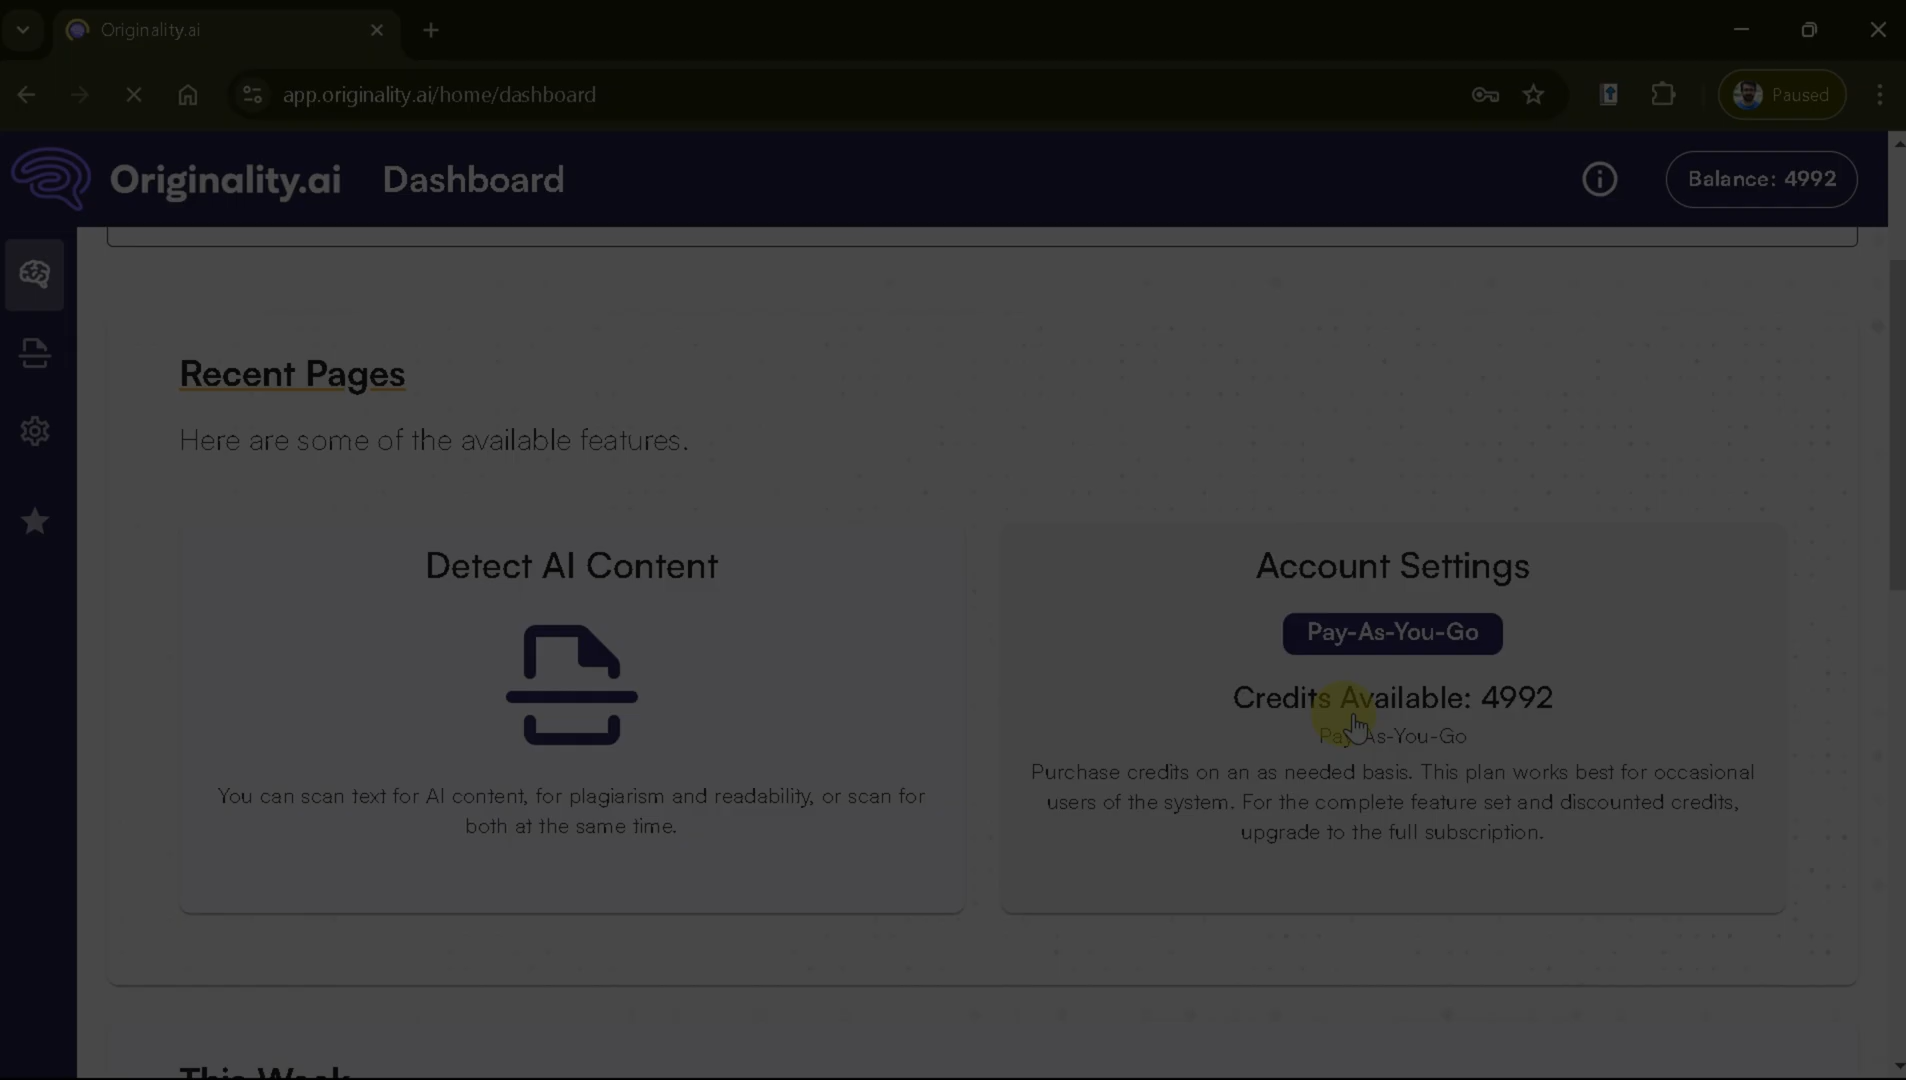 Originality.ai
app.originality.ai/home/dashboard
Paused
Originality.ai
Dashboard
Balance: 4992
Recent Pages
Here are some of the available features.
Detect AI Content
You can scan text for AI content, for plagiarism and readability, or scan for
both at the same time.
Account Settings
Pay-As-You-Go
Credits Available: 4992
Pay-As-You-Go
Purchase credits on an as needed basis. This plan works best for occasional
users of the system. For the complete feature set and discounted credits,
upgrade to the full subscription.
This Week